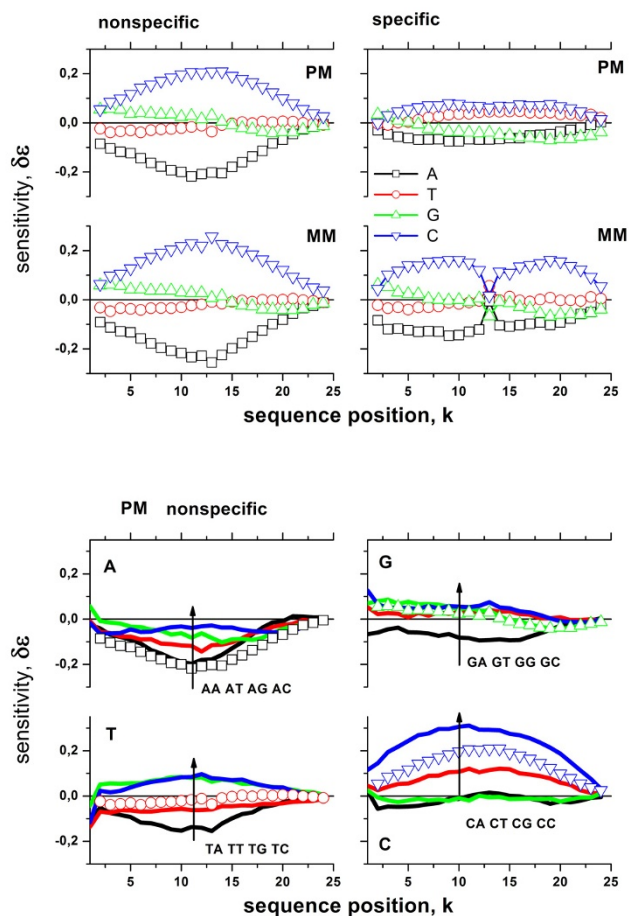 nonspecific specific
PM PM
0,2
0,0
-0,2
A
T
G
C
MM MM
0,2
0,0
-0,2
sensitivity, δε
5 10 15 20 25 5 10 15 20 25
sequence position, k sequence position, k
PM nonspecific
A G
0,2
0,0
-0,2
AA AT AG AC GA GT GG GC
T
0,2
0,0
-0,2
TA TT TG TC CA CT CG CC
C
sensitivity, δε
5 10 15 20 25 5 10 15 20 25